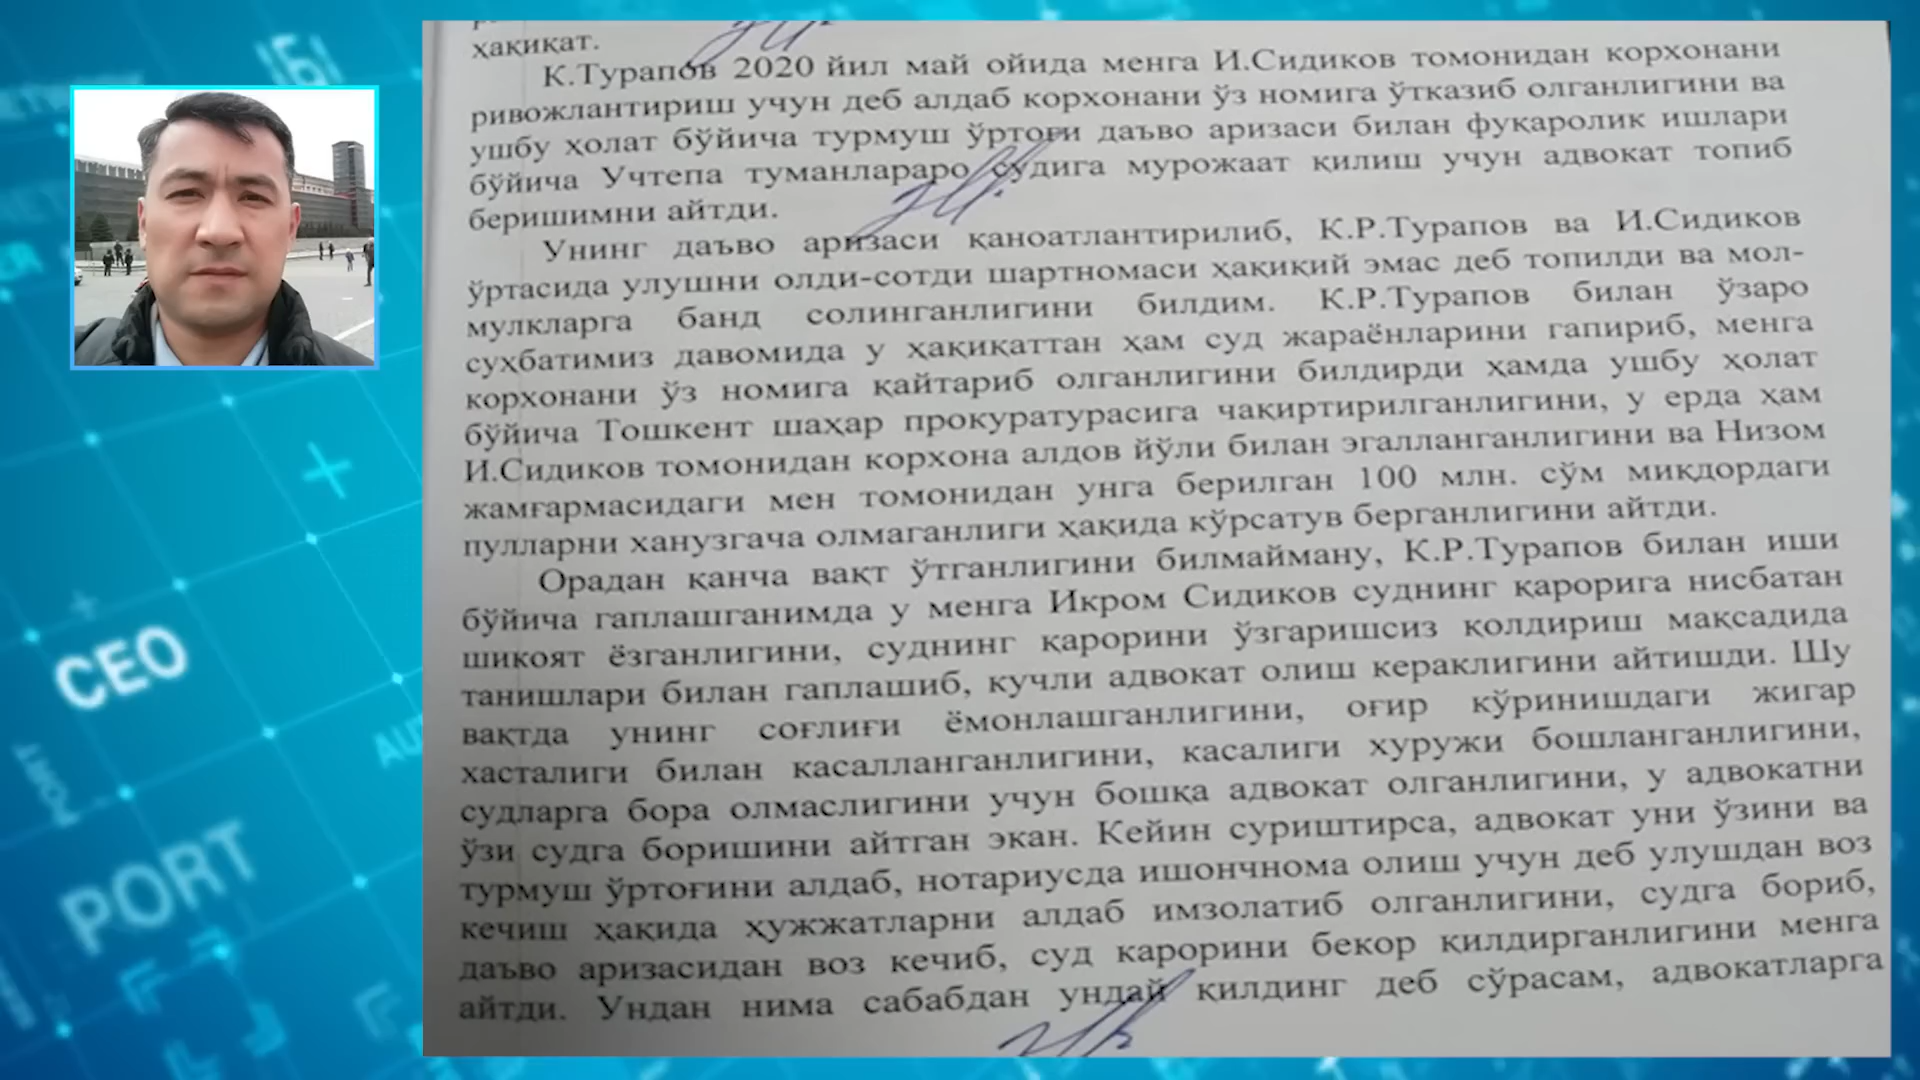 ҳақиқат.
К.Турапов 2020 йил май ойида менга И.Сидиков томонидан корхонани
ривожлантириш учун деб алдаб корхонани ўз номига ўтказиб олганлигини ва
ушбу ҳолат бўйича турмуш ўртоғи даъво аризаси билан фуқаролик ишлари
бўйича Учтепа туманлараро судига мурожаат қилиш учун адвокат топиб
беришимни айтди.
Унинг даъво аризаси қаноатлантирилиб, К.Р.Турапов ва И.Сидиков
ўртасида улушни олди-сотди шартномаси ҳақиқий эмас деб топилди ва мол-
мулкларга банд солинганлигини билдим. К.Р.Турапов билан ўзаро
суҳбатимиз давомида у ҳақиқаттан ҳам суд жараёнларини гапириб, менга
корхонани ўз номига қайтариб олганлигини билдирди ҳамда ушбу ҳолат
бўйича Тошкент шаҳар прокуратурасига чақиртирилганлигини, у ерда ҳам
И.Сидиков томонидан корхона алдов йўли билан эгалланганлигини ва Низом
жамғармасидаги мен томонидан унга берилган 100 млн. сўм миқдордаги
пулларни ханузгача олмаганлиги ҳақида кўрсатув берганлигини айтди.
Орадан қанча вақт ўтганлигини билмайману, К.Р.Турапов билан иши
бўйича гаплашганимда у менга Икром Сидиков суднинг қарорига нисбатан
шикоят ёзганлигини, суднинг қарорини ўзгаришсиз қолдириш мақсадида
танишлари билан гаплашиб, кучли адвокат олиш кераклигини айтишди. Шу
вақтда унинг соғлиғи ёмонлашганлигини, оғир кўринишдаги жигар
хасталиги билан касалланганлигини, касалиги хуружи бошланганлигини,
судларга бора олмаслигини учун бошқа адвокат олганлигини, у адвокатни
ўзи судга боришини айтган экан. Кейин суриштирса, адвокат уни ўзини ва
турмуш ўртоғини алдаб, нотариусда ишончнома олиш учун деб улушдан воз
кечиш ҳақида ҳужжатларни алдаб имзолатиб олганлигини, судга бориб,
даъво аризасидан воз кечиб, суд карорини бекор қилдирганлигини менга
айтди. Ундан нима сабабдан ундай қилдинг деб сўрасам, адвокатларга
CEO
PORT